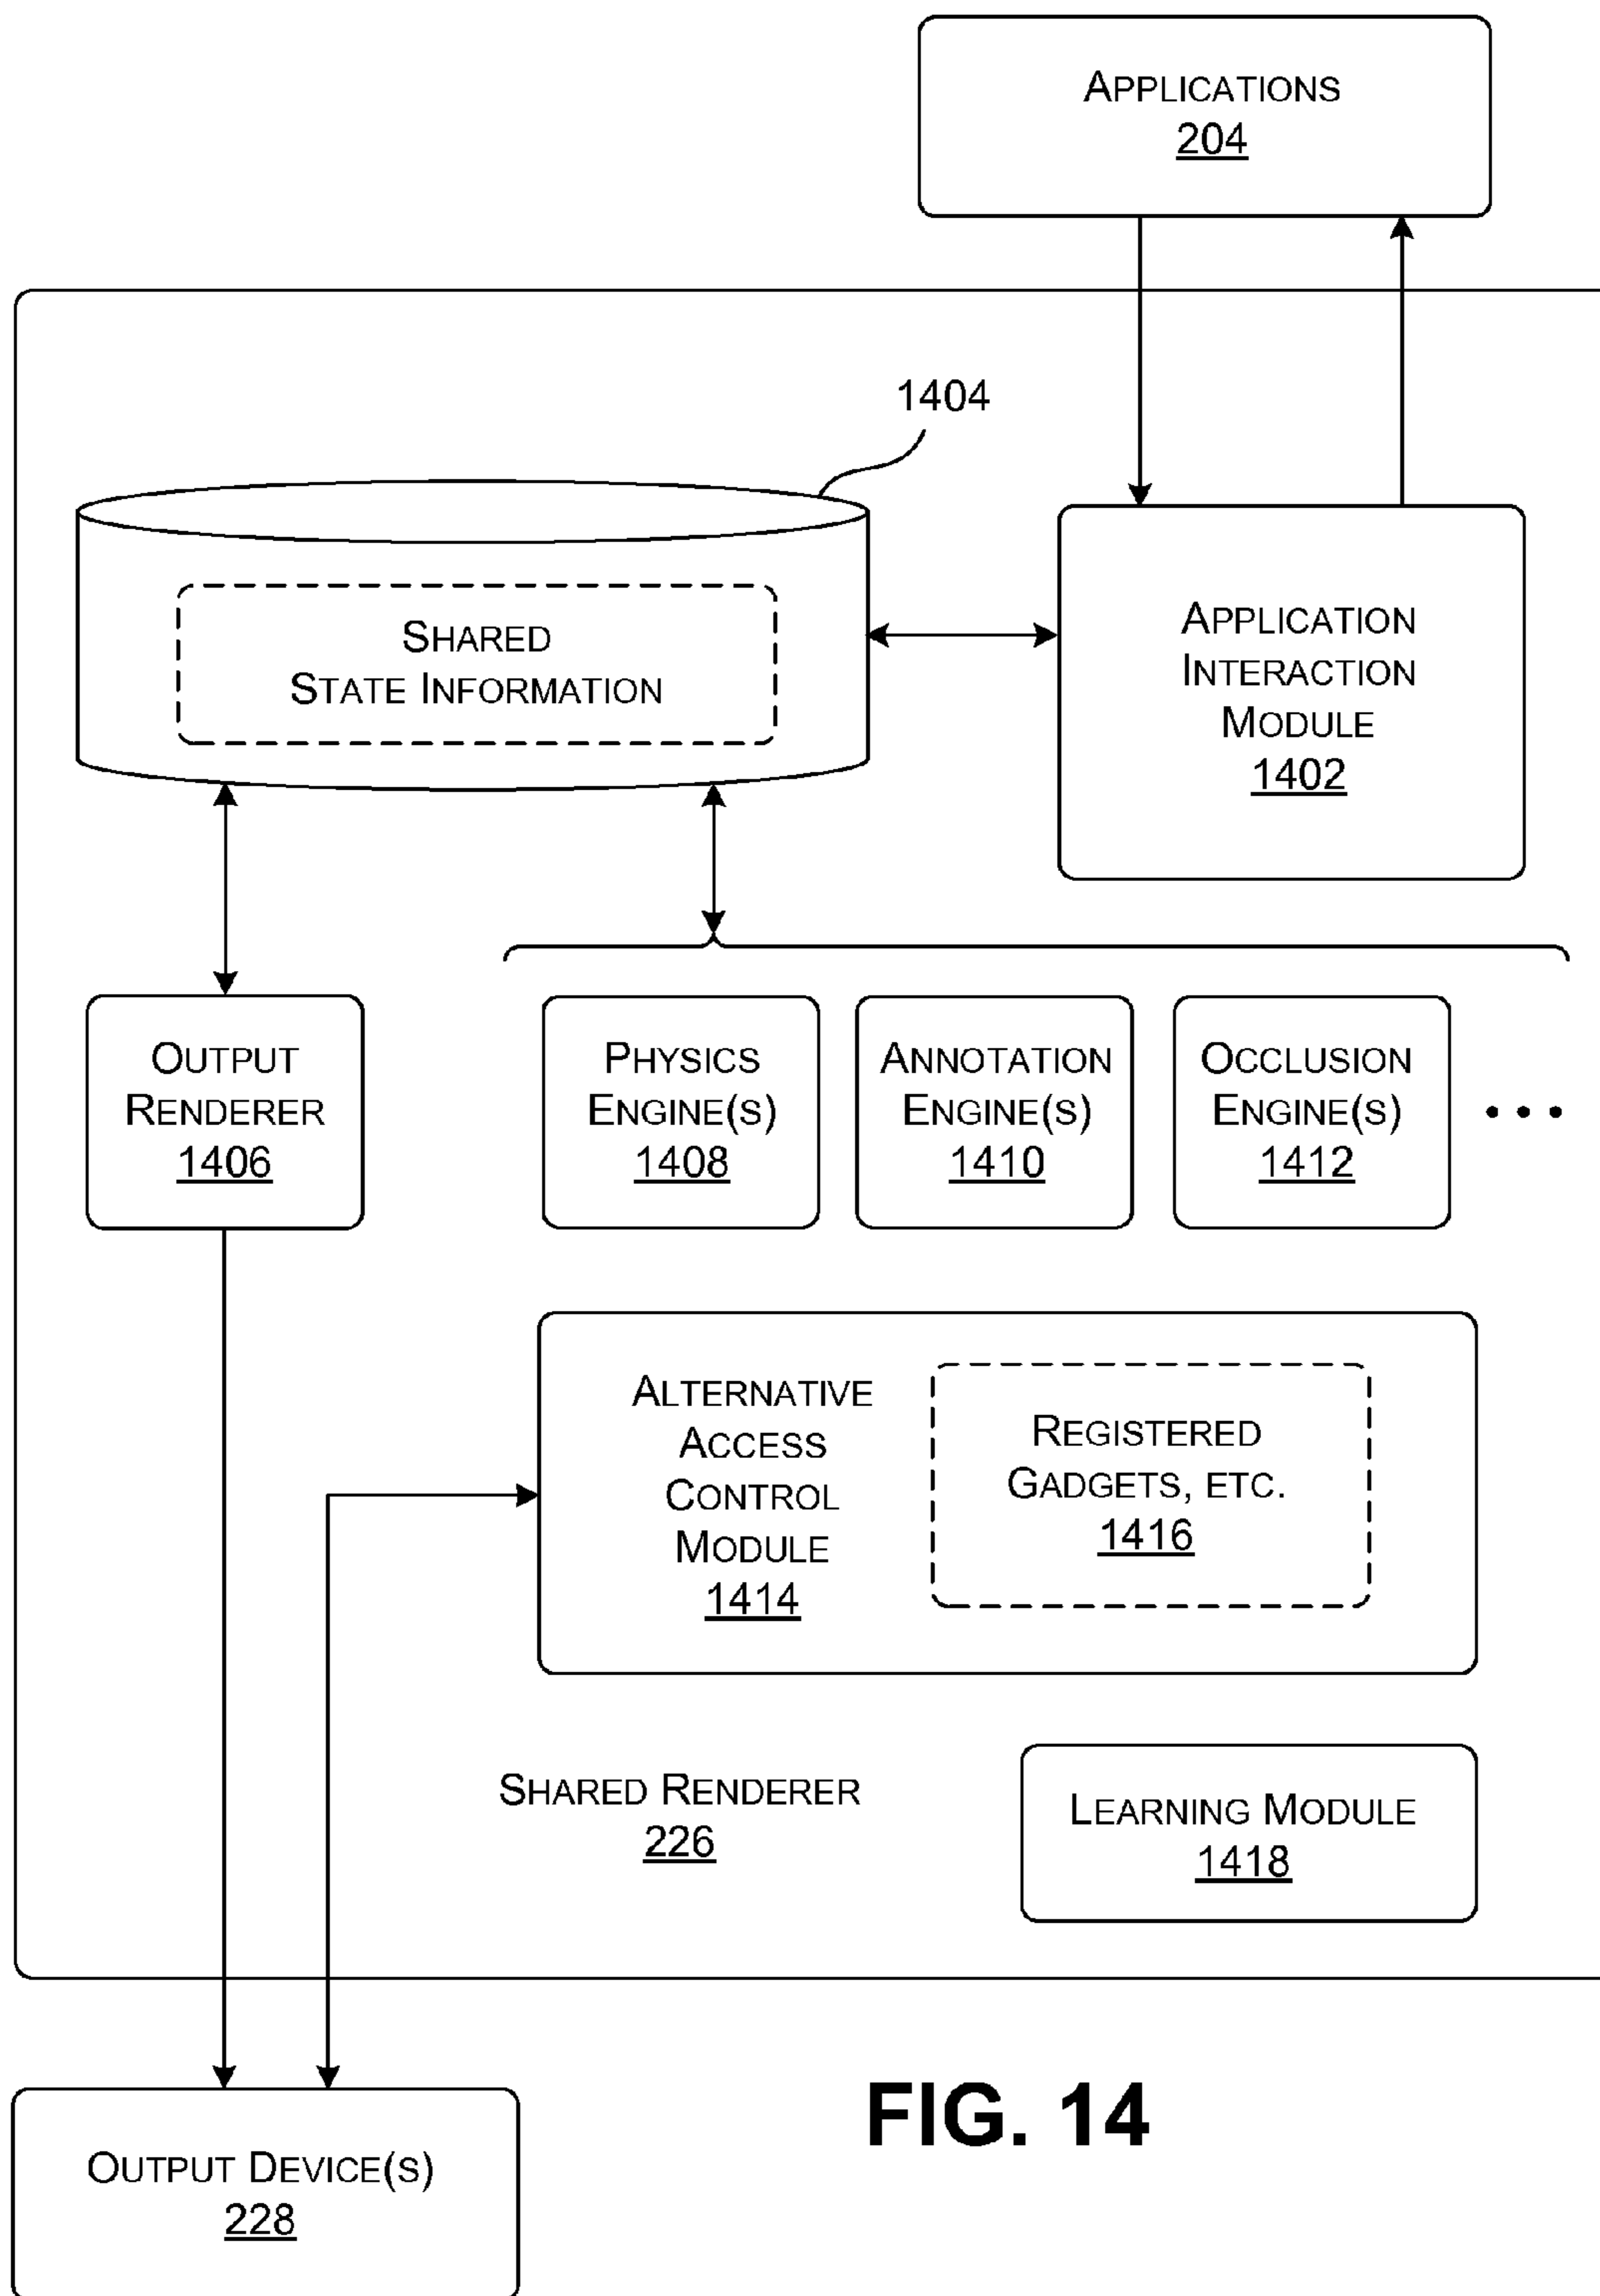 APPLICATIONS
204
1404
SHARED
STATE INFORMATION
APPLICATION
INTERACTION
MODULE
1402
OUTPUT
RENDERER
1406
PHYSICS
ENGINE(S)
1408
ANNOTATION
ENGINE(S)
1410
OCCLUSION
ENGINE(S)
1412
• • •
ALTERNATIVE
ACCESS
CONTROL
MODULE
1414
REGISTERED
GADGETS, ETC.
1416
SHARED RENDERER
226
LEARNING MODULE
1418
OUTPUT DEVICE(S)
228
FIG. 14